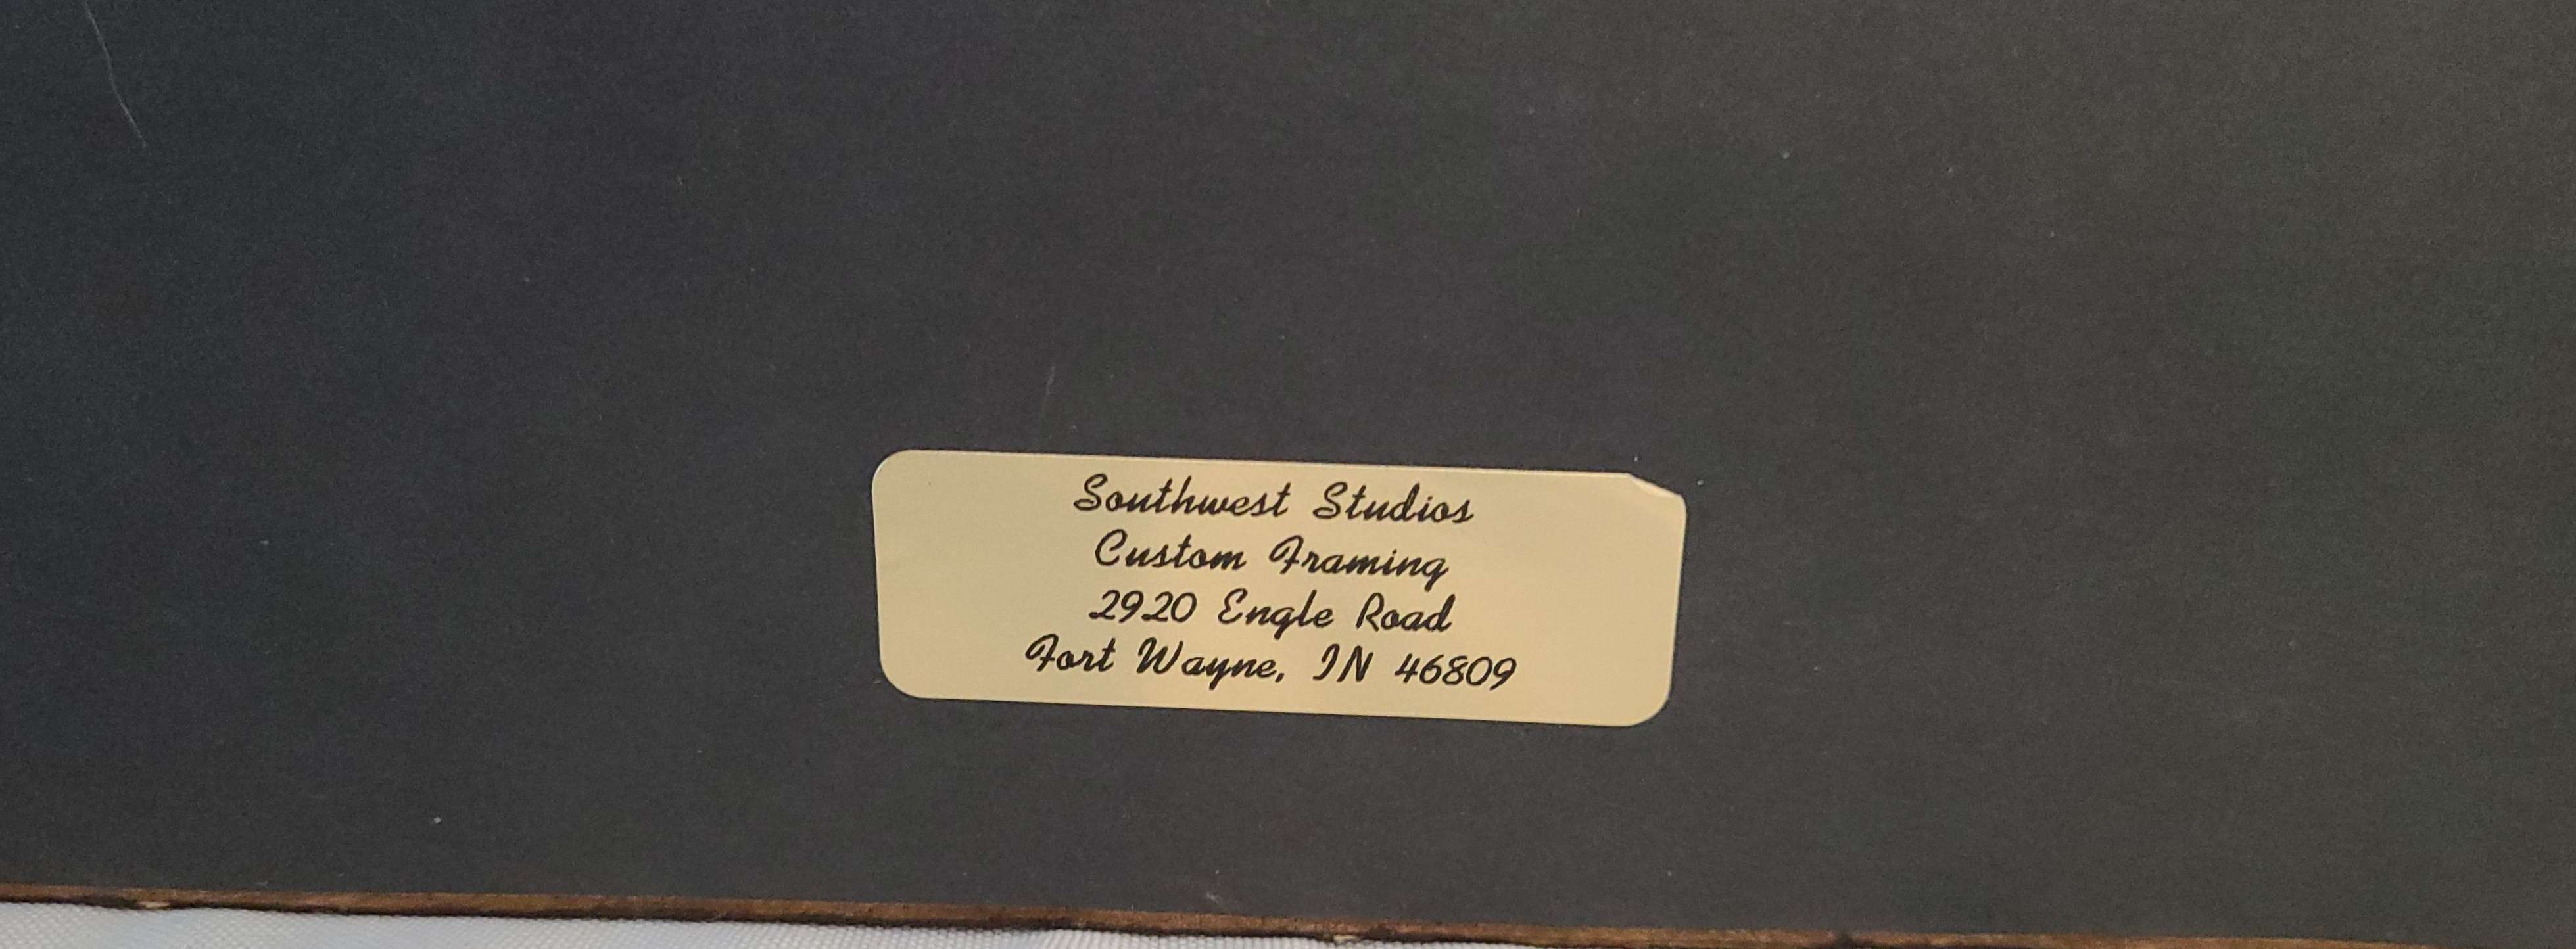 Southwest Studios
Custom Framing
2920 Engle Road
Fort Wayne, IN 46809